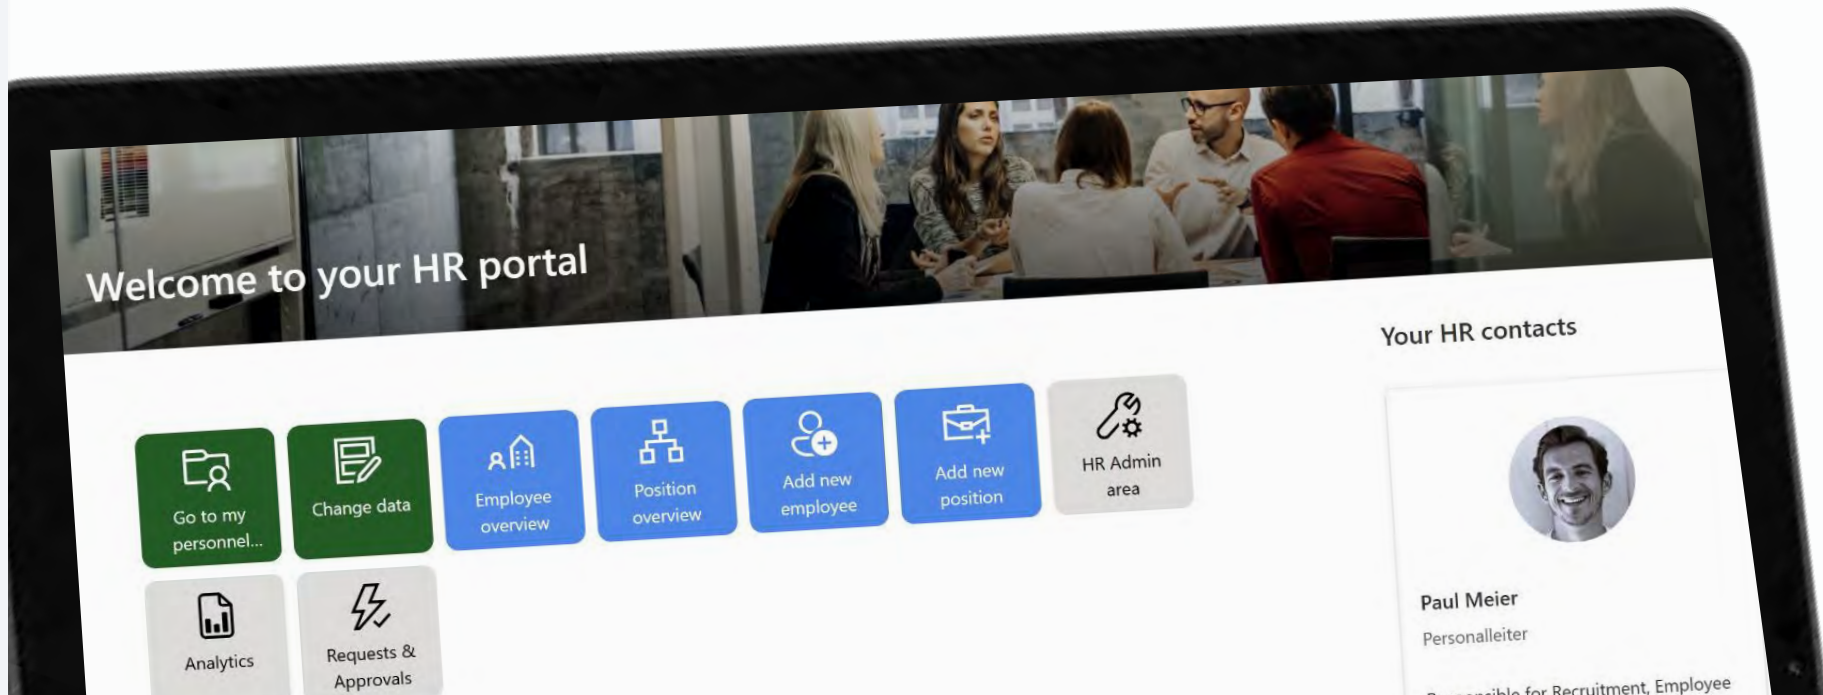 Welcome to your HR portal
Your HR contacts
Go to my
personnel...
Change data
Employee
overview
Position
overview
Add new
employee
Add new
position
HR Admin
area
Analytics
Requests &
Approvals
Paul Meier
Personalleiter
for Recruitment, Employee